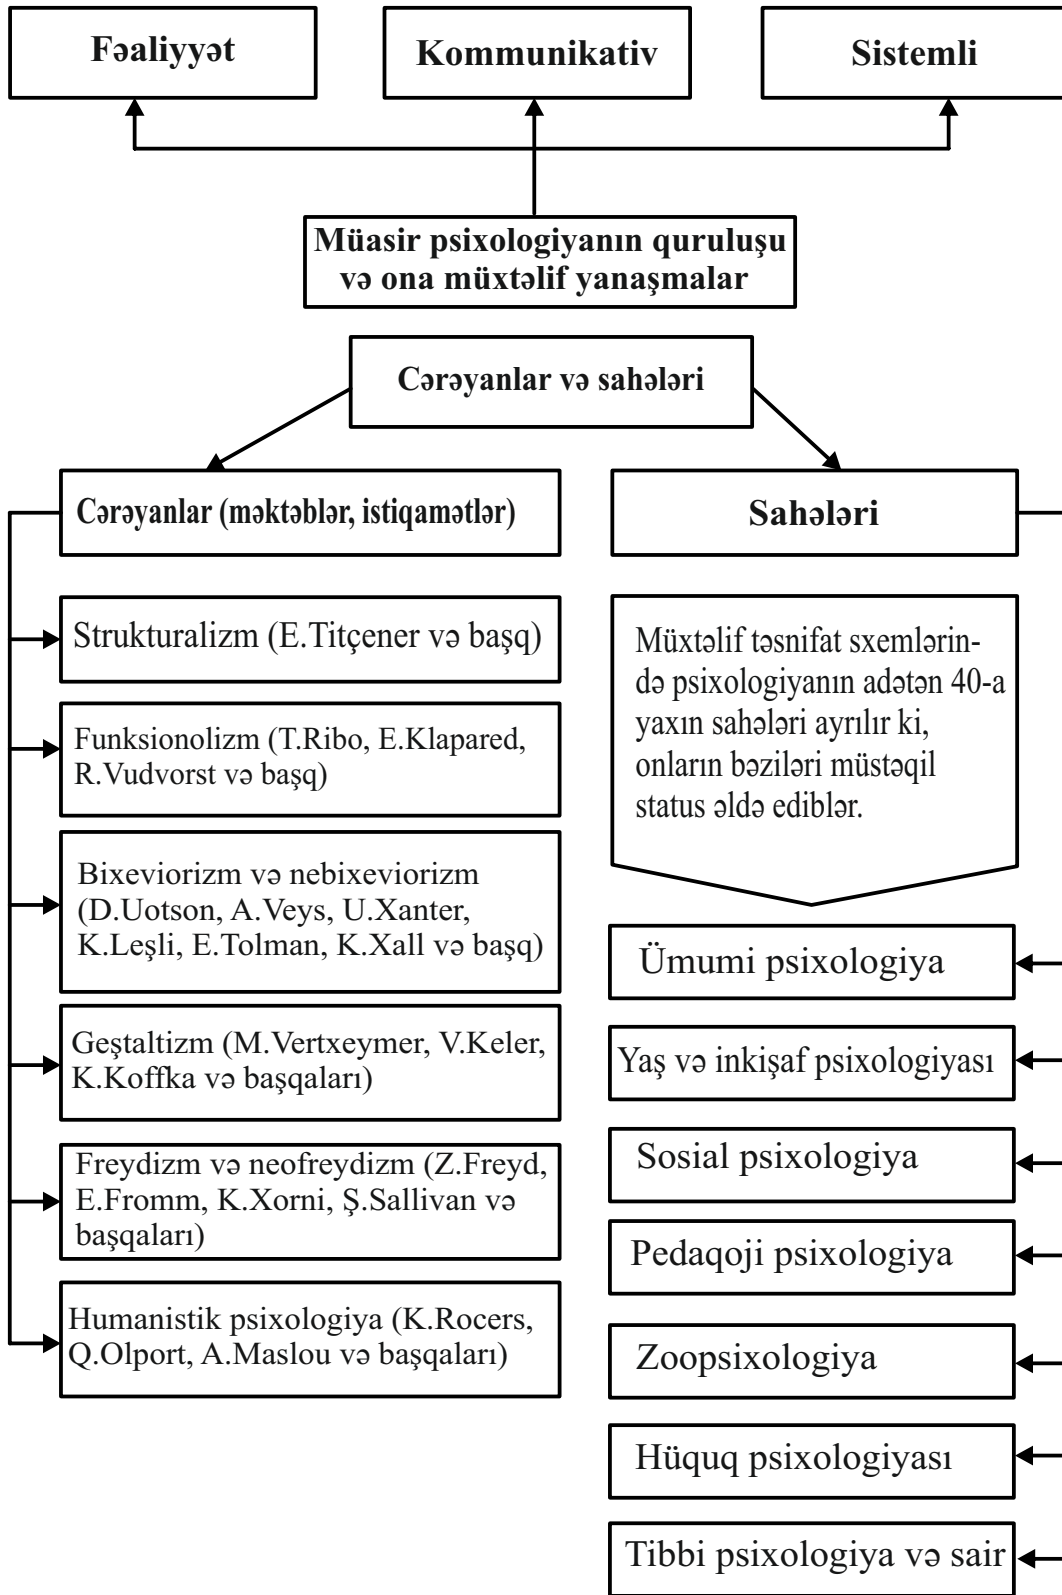 Fəaliyyət
Kommunikativ
Sistemli
Müasir psixologiyanın quruluşu
və ona müxtəlif yanaşmalar
Cərəyanlar və sahələri
Cərəyanlar (məktəblər, istiqamətlər)
Strukturalizm (E.Titçener və başq)
Funksionolizm (T.Ribo, E.Klapared,
R.Vudvorst və başq)
Bixeviorizm və nebixeviorizm
(D.Uotson, A.Veys, U.Xanter,
K.Leşli, E.Tolman, K.Xall və başq)
Geştaltizm (M.Vertxeymer, V.Keler,
K.Koffka və başqaları)
Freydizm və neofreydizm (Z.Freyd,
E.Fromm, K.Xorni, Ş.Sallivan və
başqaları)
Humanistik psixologiya (K.Rocers,
Q.Olport, A.Maslou və başqaları)
Sahələri
Müxtəlif təsnifat sxemlərin-
də psixologiyanın adətən 40-a
yaxın sahələri ayrılır ki,
onların bəziləri müstəqil
status əldə ediblər.
Ümumi psixologiya
Yaş və inkişaf psixologiyası
Sosial psixologiya
Pedaqoji psixologiya
Zoopsixologiya
Hüquq psixologiyası
Tibbi psixologiya və sair